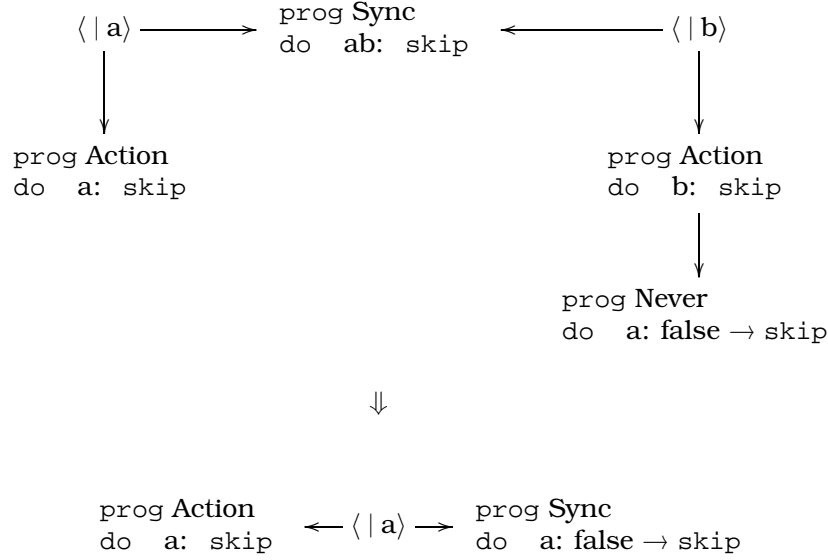 ⟨ | a⟩ prog Sync ⟨ | b⟩
do ab: skip
prog Action prog Action
do a: skip do b: skip
prog Never
do a: false → skip
⇓
prog Action ⟨ | a⟩ prog Sync
do a: skip do a: false → skip